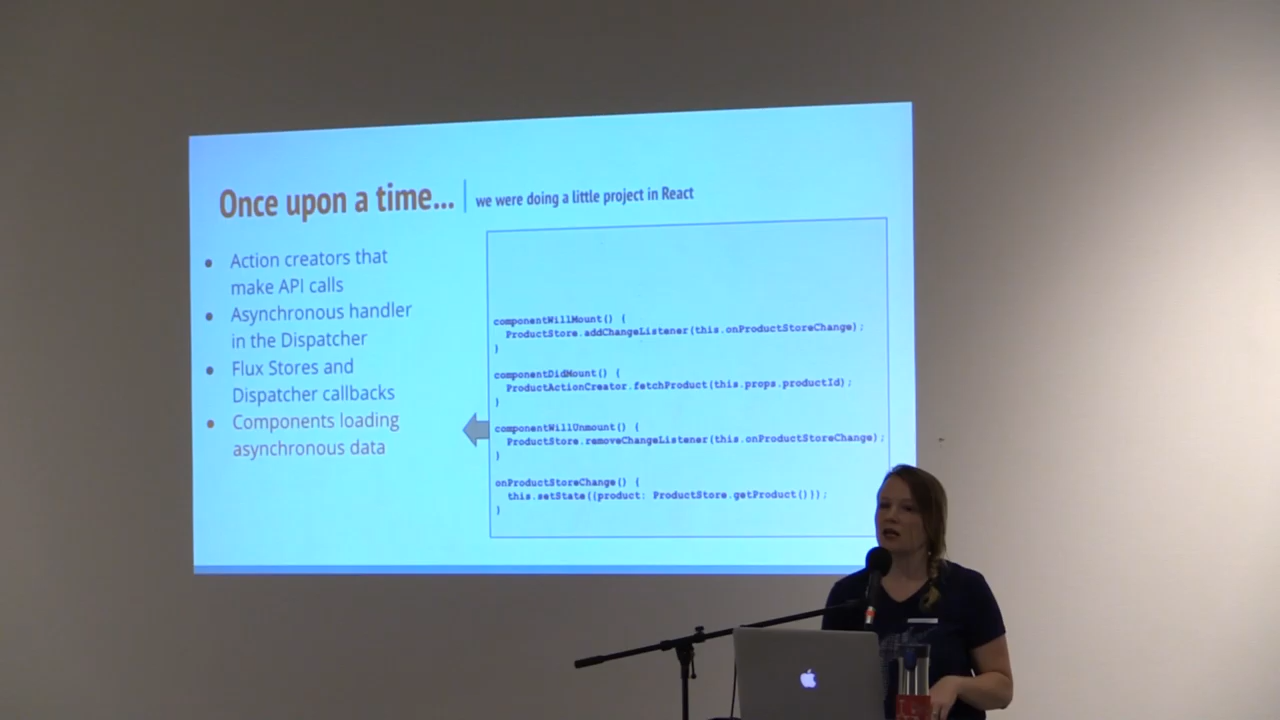 Once upon a time... | we were doing a little project in React
● Action creators that
make API calls
● Asynchronous handler
in the Dispatcher
● Flux Stores and
Dispatcher callbacks
● Components loading
asynchronous data
componentWillMount() {
ProductStore.addChangeListener(this.onProductStoreChange);
}
componentDidMount() {
ProductActionCreator.fetchProduct(this.props.productId);
}
componentWillUnmount() {
ProductStore.removeChangeListener(this.onProductStoreChange);
}
onProductStoreChange() {
this.setState({product: ProductStore.getProduct()});
}